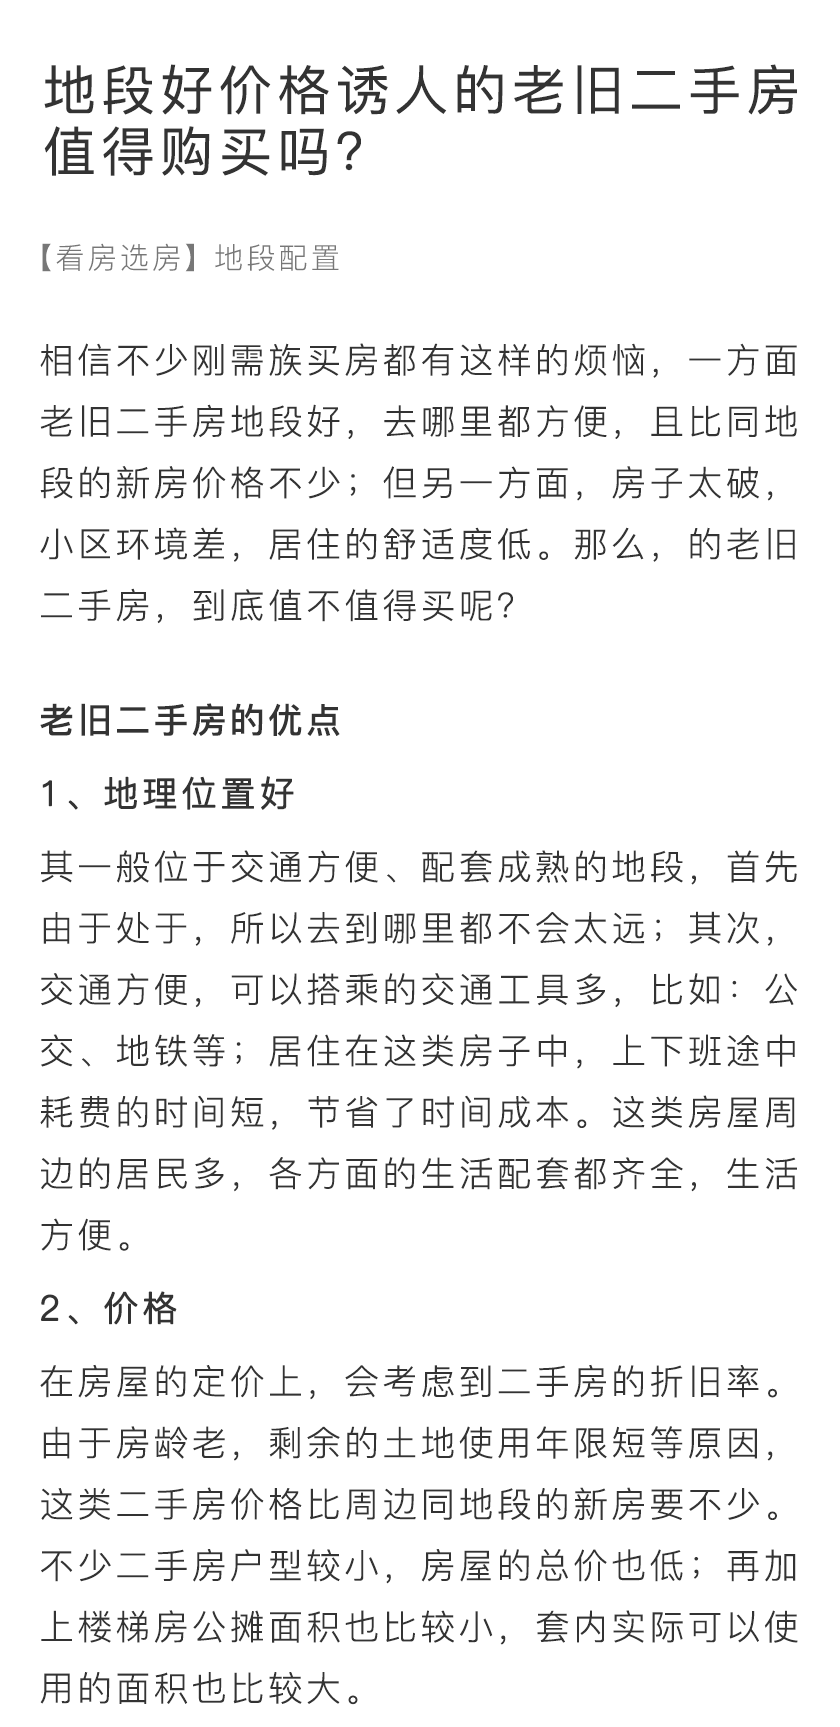 地段好价格诱人的老旧二手房
值得购买吗？
【看房选房】地段配置
相信不少刚需族买房都有这样的烦恼，一方面
老旧二手房地段好，去哪里都方便，且比同地
段的新房价格不少；但另一方面，房子太破，
小区环境差，居住的舒适度低。那么，的老旧
二手房，到底值不值得买呢？
老旧二手房的优点
1、地理位置好
其一般位于交通方便、配套成熟的地段，首先
由于处于，所以去到哪里都不会太远；其次，
交通方便，可以搭乘的交通工具多，比如：公
交、地铁等；居住在这类房子中，上下班途中
耗费的时间短，节省了时间成本。这类房屋周
边的居民多，各方面的生活配套都齐全，生活
方便。
2、价格
在房屋的定价上，会考虑到二手房的折旧率。
由于房龄老，剩余的土地使用年限短等原因，
这类二手房价格比周边同地段的新房要不少。
不少二手房户型较小，房屋的总价也低；再加
上楼梯房公摊面积也比较小，套内实际可以使
用的面积也比较大。